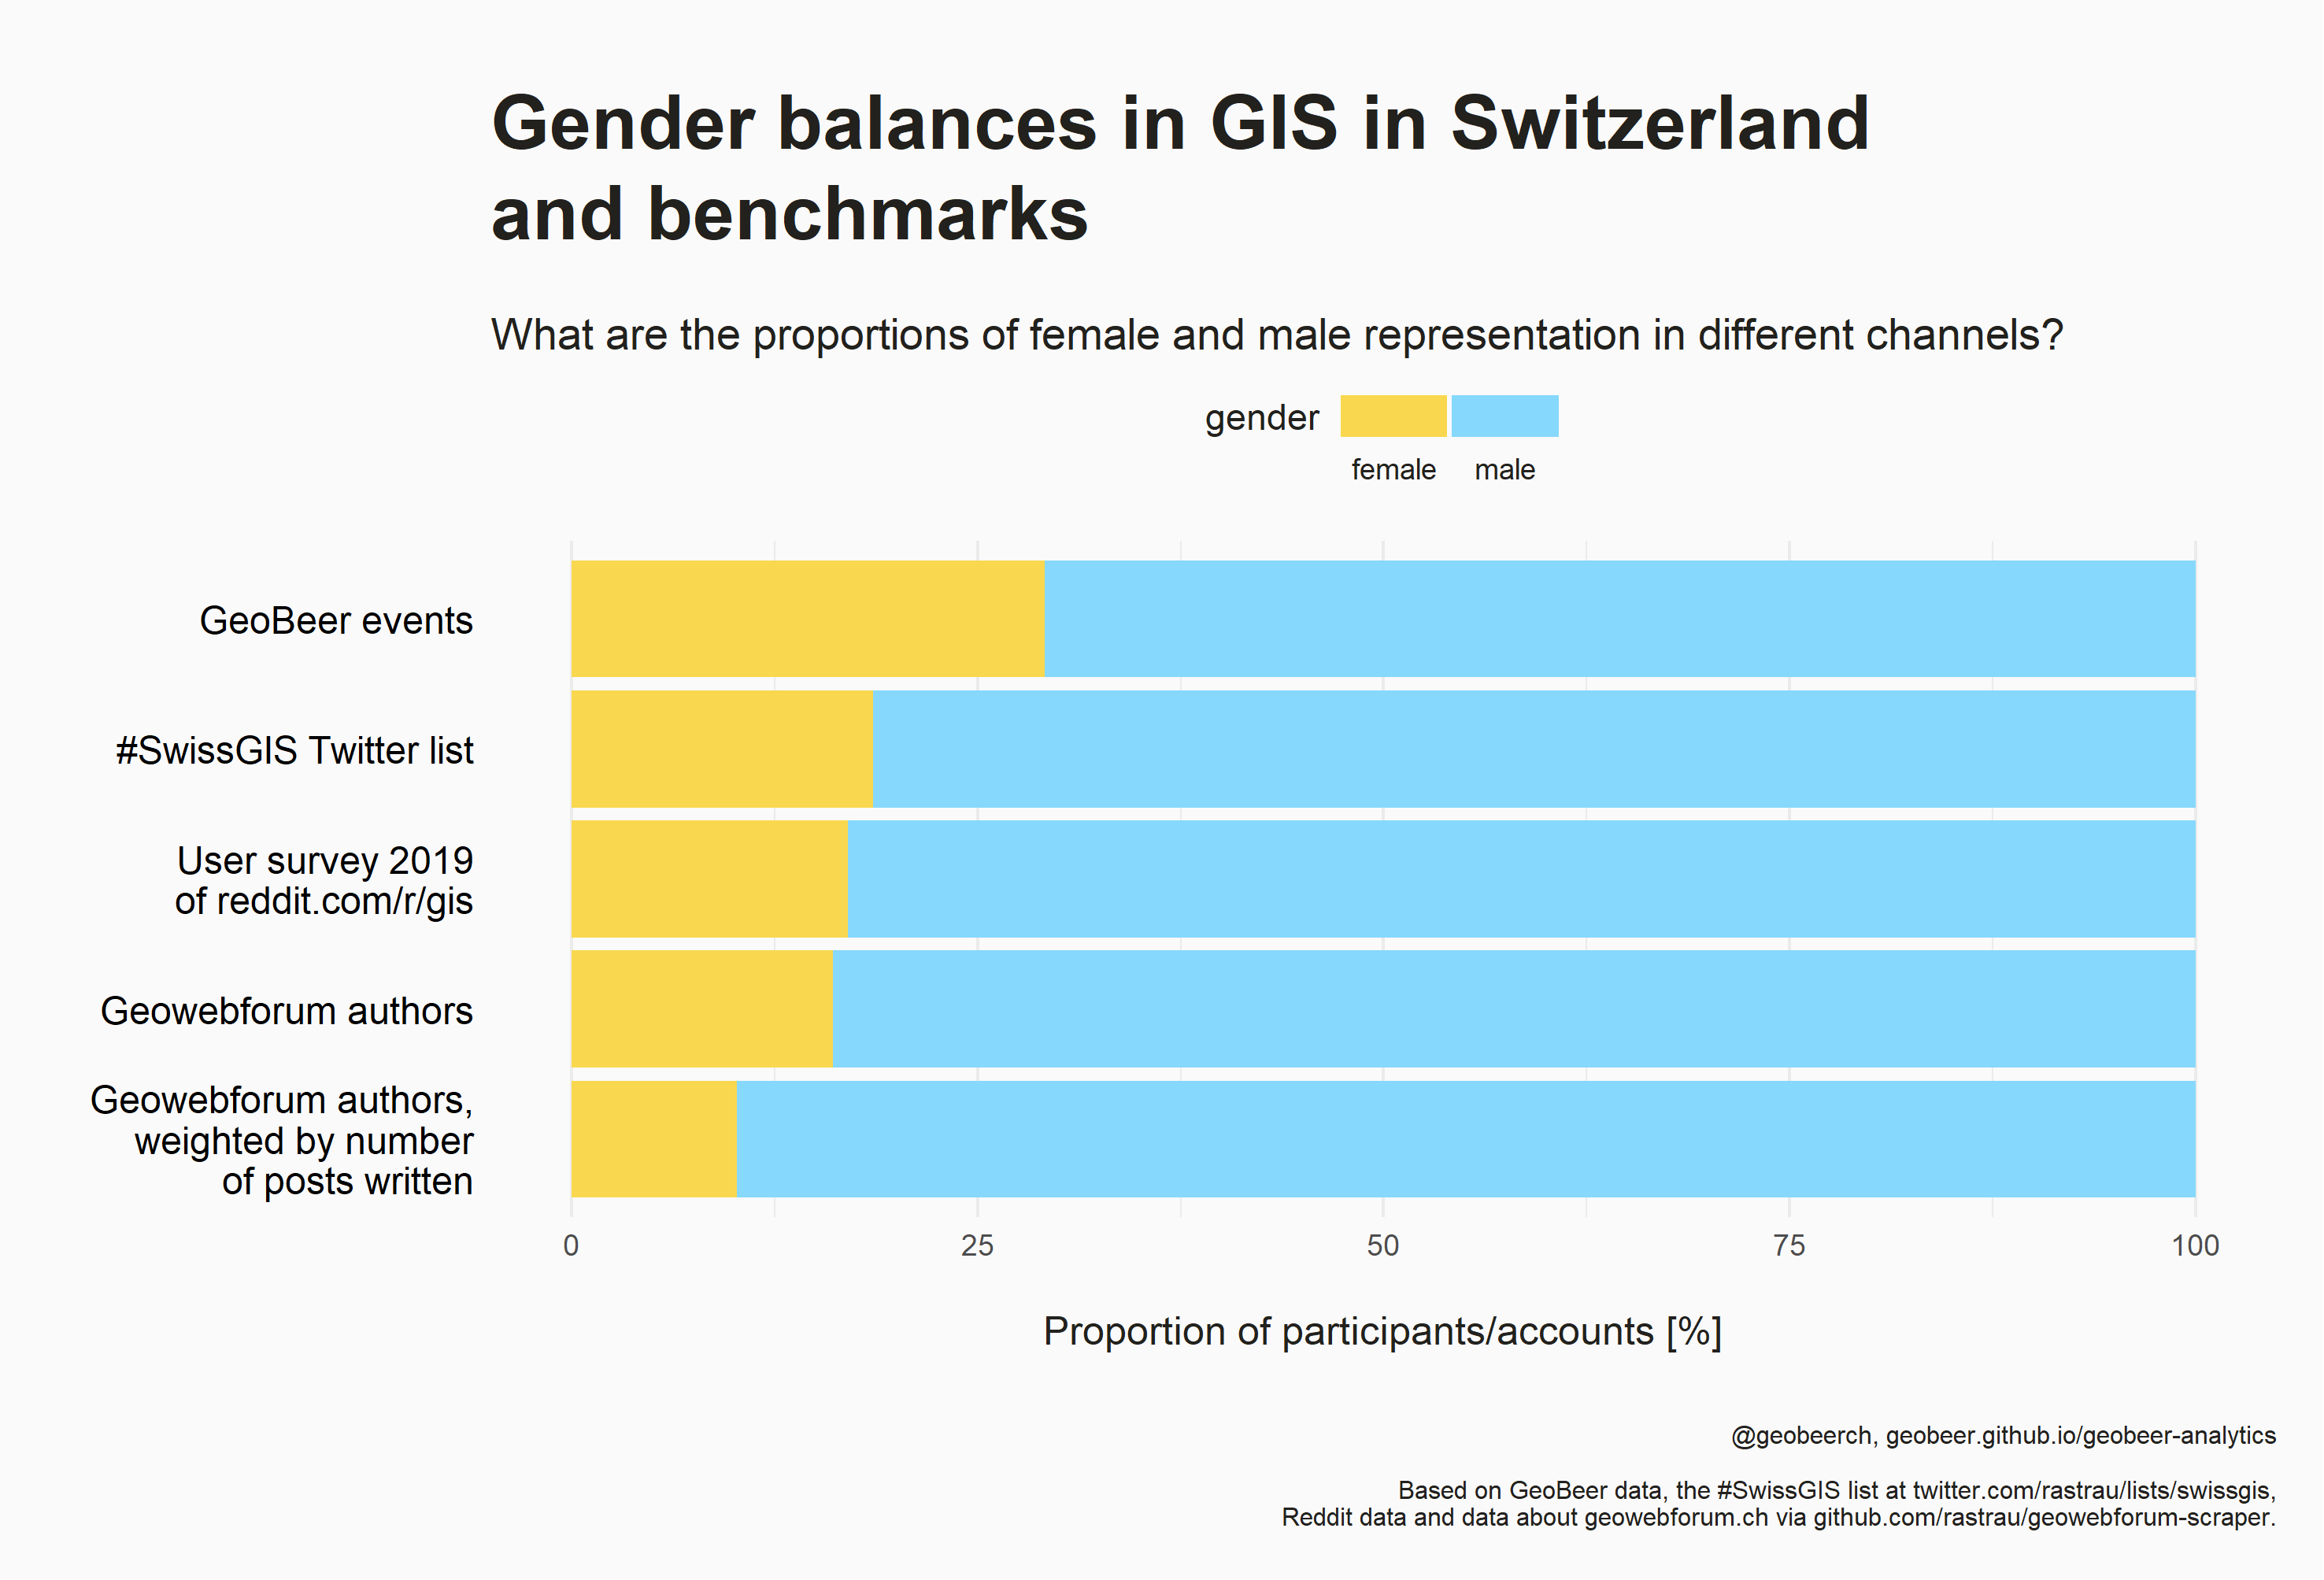 Gender balances in GIS in Switzerland
and benchmarks
What are the proportions of female and male representation in different channels?
gender
female male
GeoBeer events
#SwissGIS Twitter list
User survey 2019
of reddit.com/r/gis
Geowebforum authors
Geowebforum authors,
weighted by number
of posts written
0 25 50 75 100
Proportion of participants/accounts [%]
@geobeerch, geobeer.github.io/geobeer-analytics
Based on GeoBeer data, the #SwissGIS list at twitter.com/rastrau/lists/swissgis,
Reddit data and data about geowebforum.ch via github.com/rastrau/geowebforum-scraper.